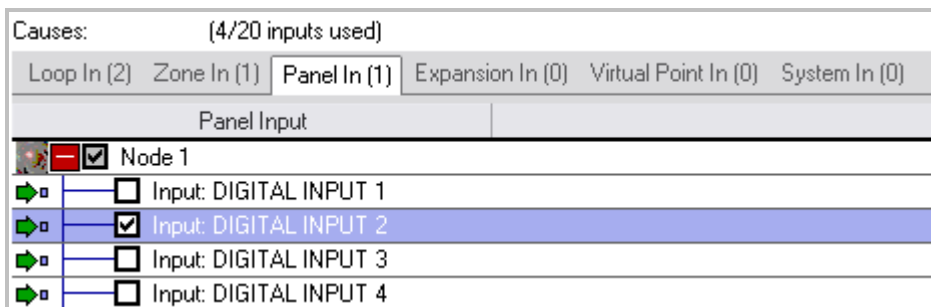 Causes: (4/20 inputs used)
Loop In (2) Zone In (1) Panel In (1) Expansion In (0) Virtual Point In (0) System In (0)
Panel Input
Node 1
Input: DIGITAL INPUT 1
Input: DIGITAL INPUT 2
Input: DIGITAL INPUT 3
Input: DIGITAL INPUT 4